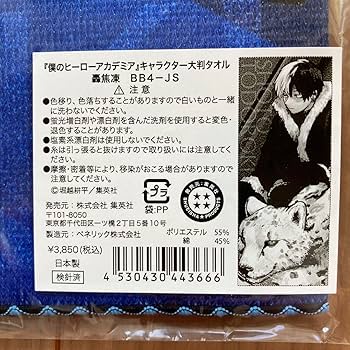 『僕のヒーローアカデミア』キャラクター大判タオル
轟焦凍 BB4-JS
⚠ 注意
●色移り、色落ちすることがありますので白いものと一緒に洗わないでください。
●蛍光増白剤や漂白剤を含んだ洗剤を使用すると変色・退色することがあります。
●塩素系漂白剤は使用しないでください。
●糸は引っ張ると抜けますので取り扱いには注意してください。
●摩擦・密着等により、移染がおこる場合がありますのでご注意ください。
©堀越耕平／集英社
発売元：株式会社 集英社
〒101-8050
東京都千代田区一ツ橋2丁目5番10号
製造元：ベネリック株式会社
プラ
袋:PP
SHUEISHA PRODUCTS
¥3,850(税込)
日本製
検針済
ポリエステル 55%
綿 45%
4 530430 443666